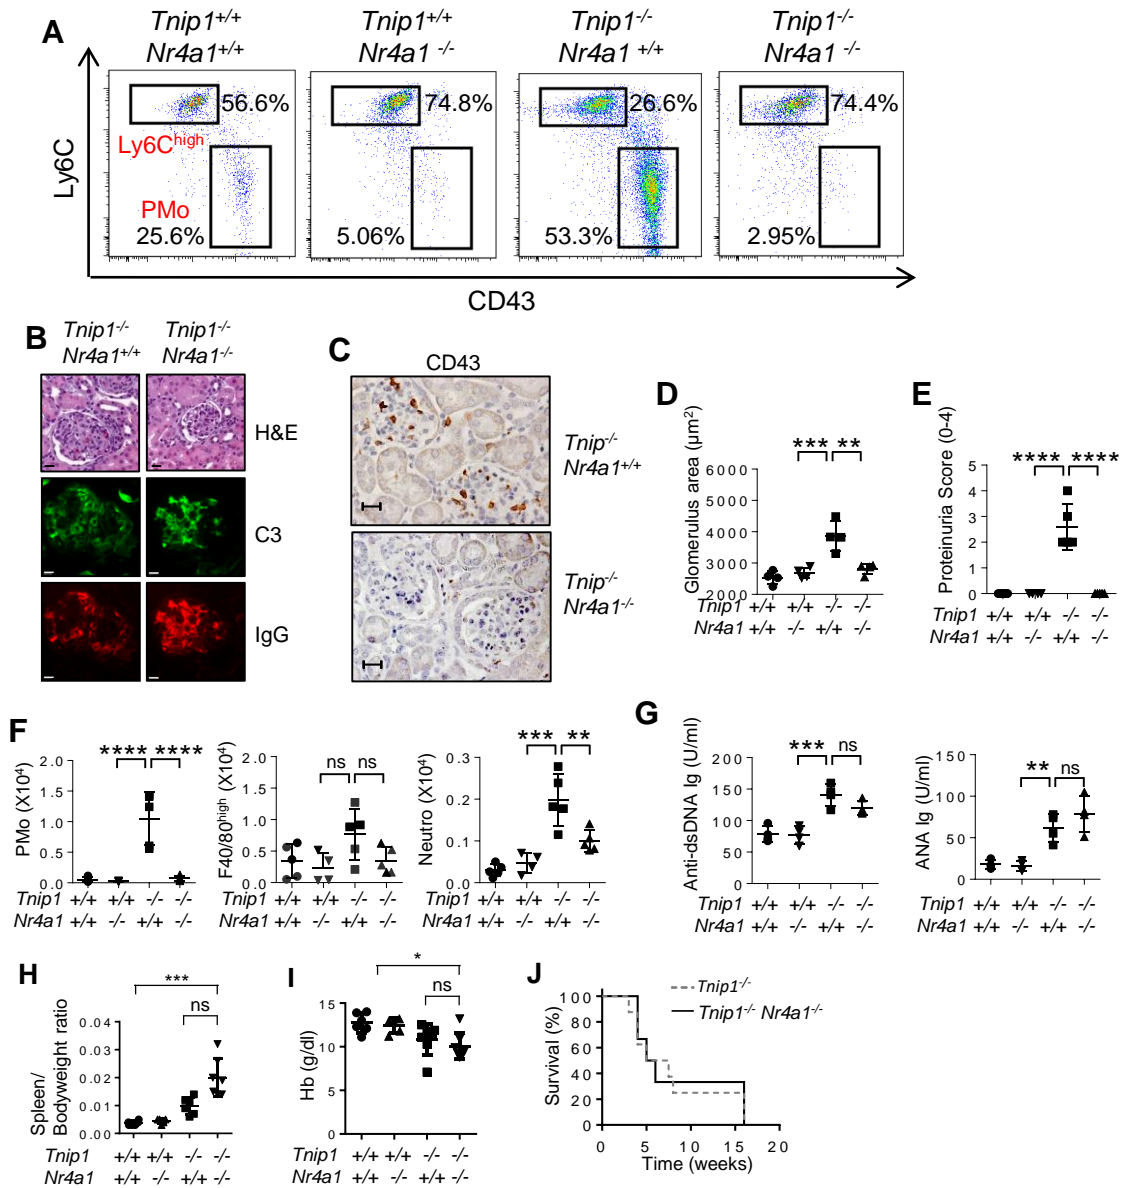 A
Tnip1+/+ Tnip1+/+ Tnip1-/- Tnip1-/-
Nr4a1+/+ Nr4a1 -/- Nr4a1 +/+ Nr4a1 -/-
56.6% 74.8% 26.6% 74.4%
Ly6Chigh
Ly6C
PMo
25.6% 5.06% 53.3% 2.95%
CD43
B
Tnip1-/- Tnip1-/-
Nr4a1+/+ Nr4a1-/-
H&E
C3
IgG
C
CD43
Tnip-/-
Nr4a1+/+
Tnip-/-
Nr4a1-/-
D
Glomerulus area (µm2)
*** **
6000
5000
4000
3000
2000
Tnip1 +/+ +/+ -/- -/-
Nr4a1 +/+ -/- +/+ -/-
E
Proteinuria Score (0-4)
**** ****
5
4
3
2
1
0
Tnip1 +/+ +/+ -/- -/-
Nr4a1 +/+ -/- +/+ -/-
F
PMo (X104)
**** ****
2.0
1.5
1.0
0.5
0.0
Tnip1 +/+ +/+ -/- -/-
Nr4a1 +/+ -/- +/+ -/-
F40/80high (X104)
ns ns
2.0
1.5
1.0
0.5
0.0
+/+ +/+ -/- -/-
+/+ -/- +/+ -/-
Neutro (X104)
*** **
0.3
0.2
0.1
0.0
Tnip1 +/+ +/+ -/- -/-
Nr4a1 +/+ -/- +/+ -/-
G
Anti-dsDNA Ig (U/ml)
*** ns
200
150
100
50
0
Tnip1 +/+ +/+ -/- -/-
Nr4a1 +/+ -/- +/+ -/-
ANA Ig (U/ml)
** ns
150
100
50
0
Tnip1 +/+ +/+ -/- -/-
Nr4a1 +/+ -/- +/+ -/-
H
Spleen/
Bodyweight ratio
***
ns
0.04
0.03
0.02
0.01
0.00
Tnip1 +/+ +/+ -/- -/-
Nr4a1 +/+ -/- +/+ -/-
I
Hb (g/dl)
*
ns
15
10
5
0
Tnip1 +/+ +/+ -/- -/-
Nr4a1 +/+ -/- +/+ -/-
J
Tnip1-/-
Tnip1-/- Nr4a1-/-
Survival (%)
100
80
60
40
20
0
0 5 10 15 20
Time (weeks)